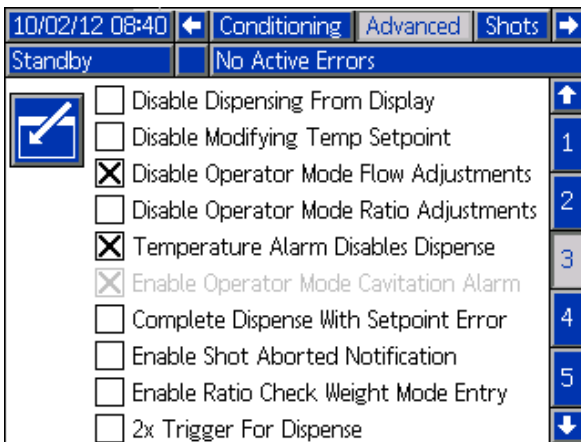 10/02/12 08:40 Conditioning Advanced Shots
Standby No Active Errors
Disable Dispensing From Display
Disable Modifying Temp Setpoint
1
Disable Operator Mode Flow Adjustments
Disable Operator Mode Ratio Adjustments
2
Temperature Alarm Disables Dispense
3
Enable Operator Mode Cavitation Alarm
Complete Dispense With Setpoint Error
4
Enable Shot Aborted Notification
5
Enable Ratio Check Weight Mode Entry
2x Trigger For Dispense